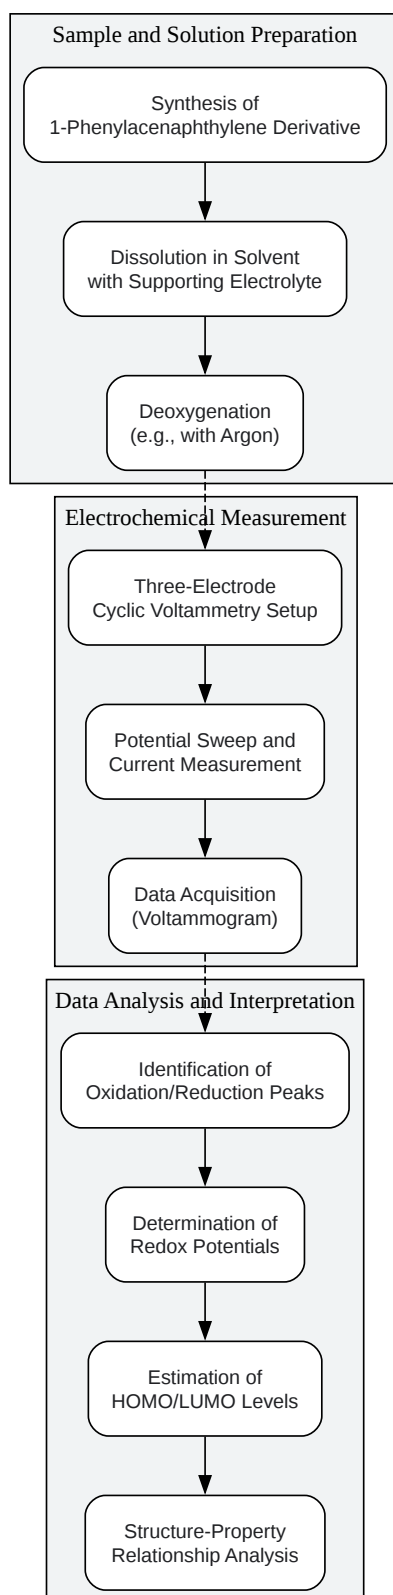 Sample and Solution Preparation
Synthesis of
1-Phenylacenaphthylene Derivative
Dissolution in Solvent
with Supporting Electrolyte
Deoxygenation
(e.g., with Argon)
Electrochemical Measurement
Three-Electrode
Cyclic Voltammetry Setup
Potential Sweep and
Current Measurement
Data Acquisition
(Voltammogram)
Data Analysis and Interpretation
Identification of
Oxidation/Reduction Peaks
Determination of
Redox Potentials
Estimation of
HOMO/LUMO Levels
Structure-Property
Relationship Analysis